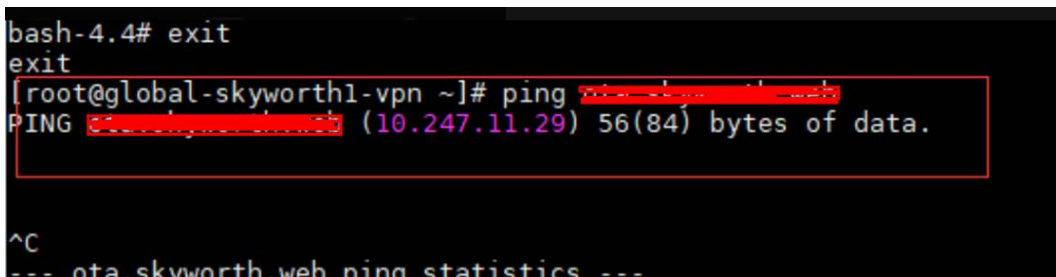 bash-4.4# exit
exit
[root@global-skyworth1-vpn ~]# ping
PING (10.247.11.29) 56(84) bytes of data.
^C
--- ota skyworth web ping statistics ---